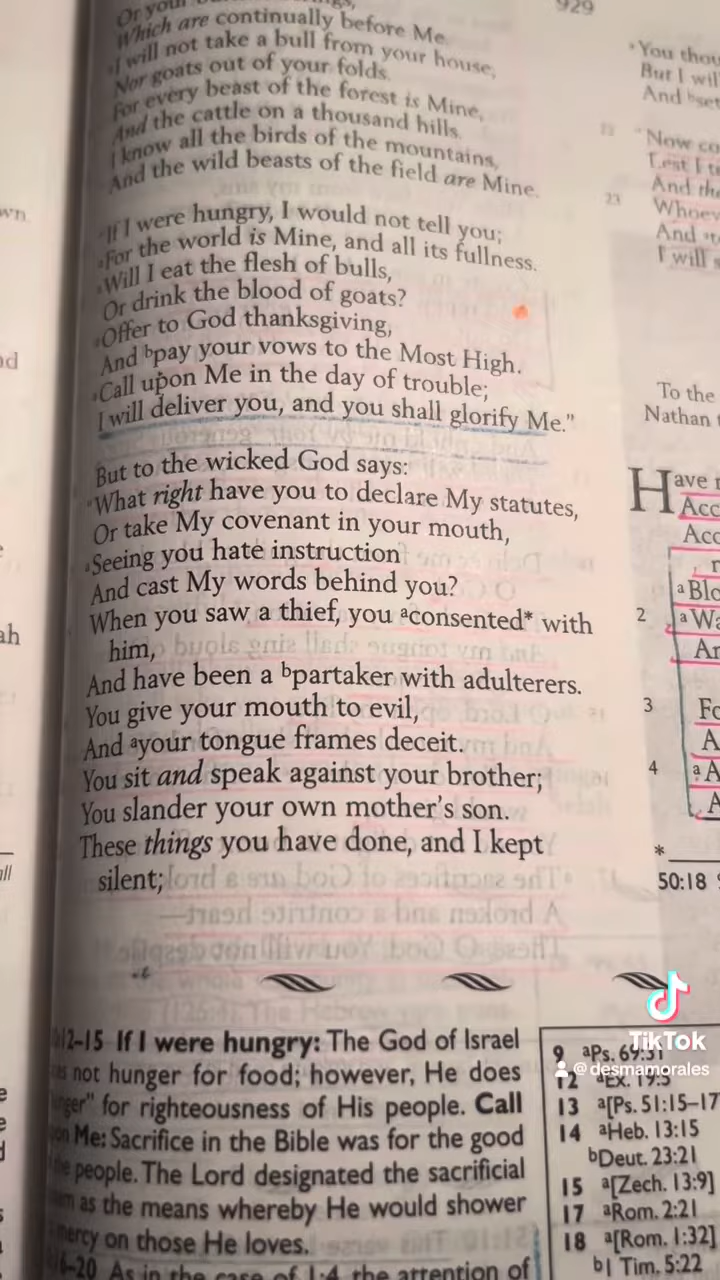 Or your
Which are continually before Me.
I will not take a bull from your house,
Nor goats out of your folds.
For every beast of the forest is Mine,
And the cattle on a thousand hills.
I know all the birds of the mountains,
And the wild beasts of the field are Mine.
"If I were hungry, I would not tell you;
ᵃFor the world is Mine, and all its fullness.
ᵃWill I eat the flesh of bulls,
Or drink the blood of goats?
ᵃOffer to God thanksgiving,
And ᵇpay your vows to the Most High.
ᵃCall upon Me in the day of trouble;
I will deliver you, and you shall glorify Me."
But to the wicked God says:
"What right have you to declare My statutes,
Or take My covenant in your mouth,
ᵃSeeing you hate instruction
And cast My words behind you?
When you saw a thief, you ᵃconsented* with
him,
And have been a ᵇpartaker with adulterers.
You give your mouth to evil,
And ᵃyour tongue frames deceit.
You sit and speak against your brother;
You slander your own mother's son.
These things you have done, and I kept
silent;
12–15 If I were hungry: The God of Israel
not hunger for food; however, He does
for righteousness of His people. Call
Me: Sacrifice in the Bible was for the good
people. The Lord designated the sacrificial
as the means whereby He would shower
mercy on those He loves.
As in the case of 1:4, the attention of
929
You thou
But I wil
And ᵇset
22 "Now co
Lest I te
And the
23 Whoev
And
I will s
To the
Nathan
Have
Acc
Acc
ᵃBlo
2 ᵃWa
An
3 Fo
A
4 ᵃA
A
*
50:18
9 ᵃPs. 69:31
12 ᵃEx. 19:5
13 ᵃ[Ps. 51:15–17
14 ᵃHeb. 13:15
ᵇDeut. 23:21
15 ᵃ[Zech. 13:9]
17 ᵃRom. 2:21
18 ᵃ[Rom. 1:32]
ᵇ1 Tim. 5:22
TikTok
@desmamorales